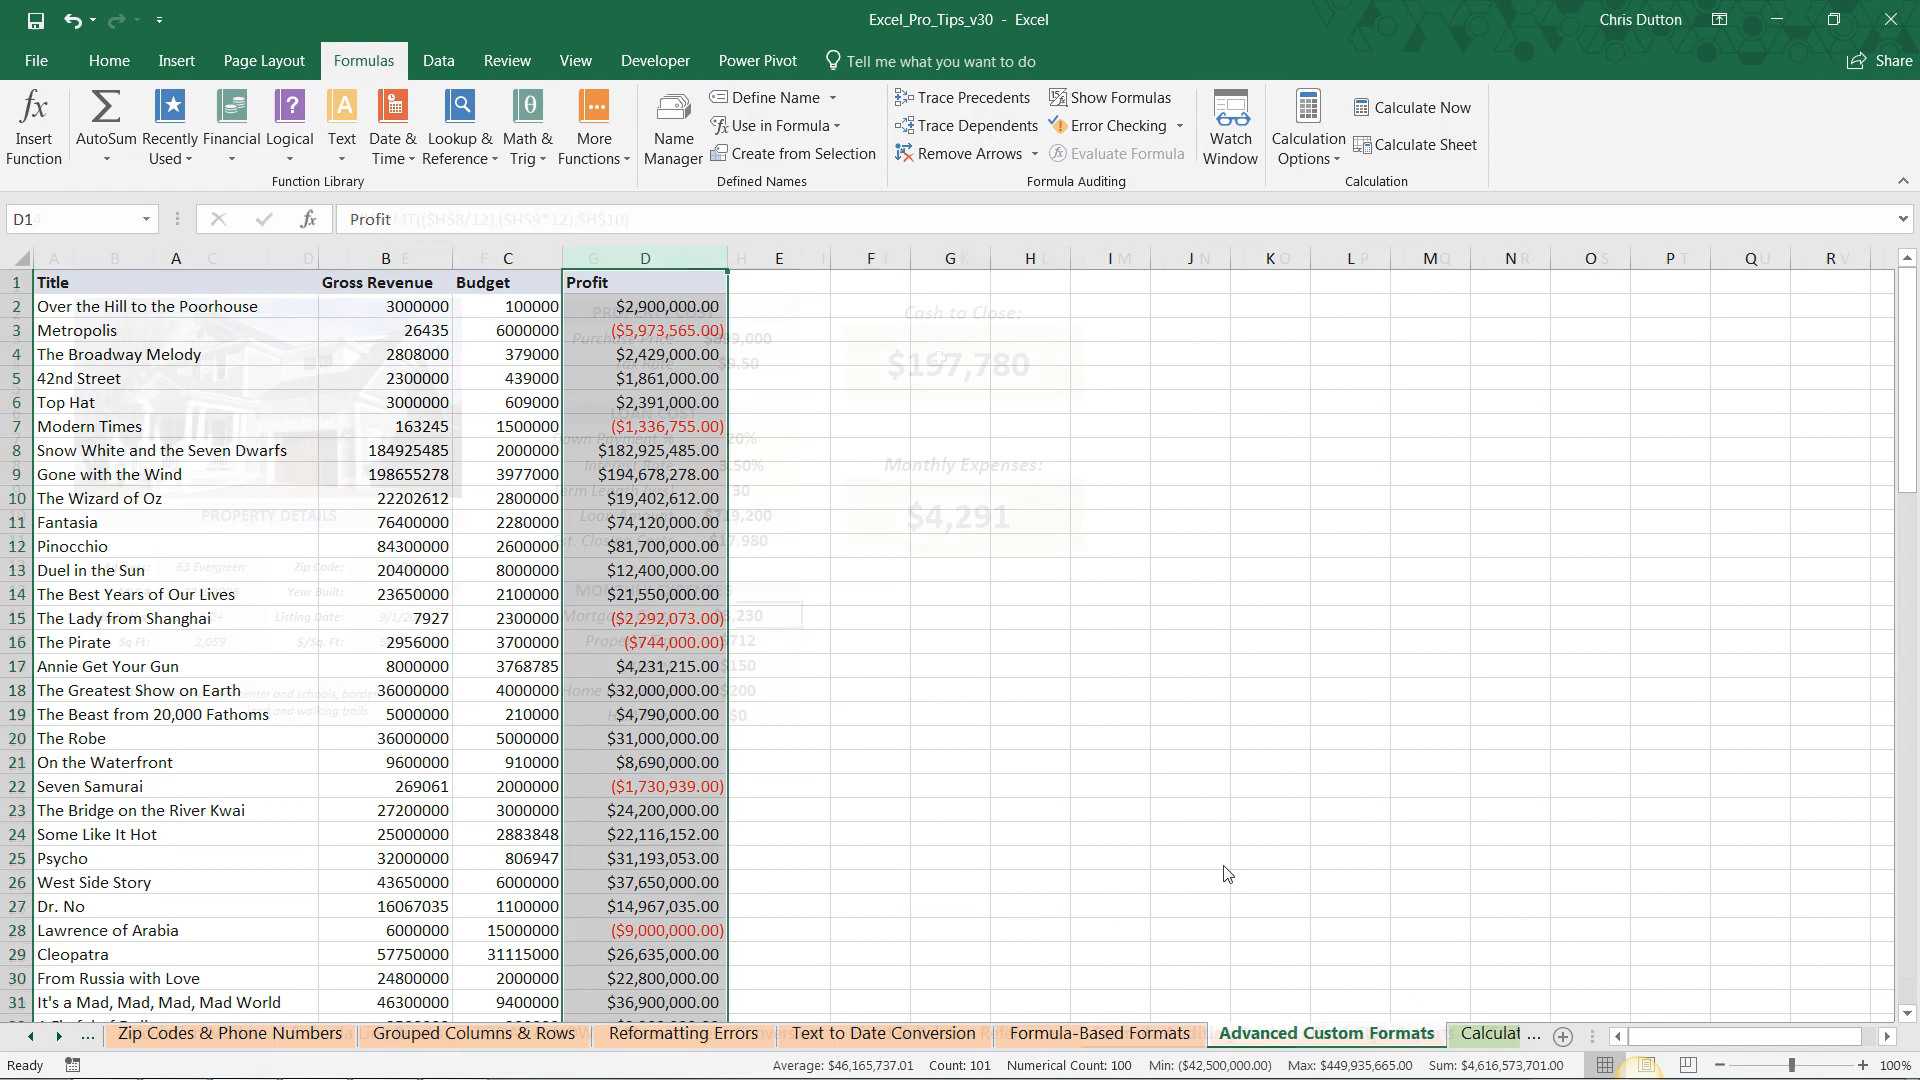 Excel_Pro_Tips_v30 - Excel
Chris Dutton
File Home Insert Page Layout Formulas Data Review View Developer Power Pivot Tell me what you want to do Share
Insert Function
AutoSum
Recently Used
Financial
Logical
Text
Date & Time
Lookup & Reference
Math & Trig
More Functions
Function Library
Name Manager
Define Name
Use in Formula
Create from Selection
Defined Names
Trace Precedents
Trace Dependents
Remove Arrows
Show Formulas
Error Checking
Evaluate Formula
Formula Auditing
Watch Window
Calculation Options
Calculate Now
Calculate Sheet
Calculation
D1 fx Profit
A B C D E F G H I J K L M N O P Q R
1 Title Gross Revenue Budget Profit
2 Over the Hill to the Poorhouse 3000000 100000 $2,900,000.00
3 Metropolis 26435 6000000 ($5,973,565.00)
4 The Broadway Melody 2808000 379000 $2,429,000.00
5 42nd Street 2300000 439000 $1,861,000.00
6 Top Hat 3000000 609000 $2,391,000.00
7 Modern Times 163245 1500000 ($1,336,755.00)
8 Snow White and the Seven Dwarfs 184925485 2000000 $182,925,485.00
9 Gone with the Wind 198655278 3977000 $194,678,278.00
10 The Wizard of Oz 22202612 2800000 $19,402,612.00
11 Fantasia 76400000 2280000 $74,120,000.00
12 Pinocchio 84300000 2600000 $81,700,000.00
13 Duel in the Sun 20400000 8000000 $12,400,000.00
14 The Best Years of Our Lives 23650000 2100000 $21,550,000.00
15 The Lady from Shanghai 7927 2300000 ($2,292,073.00)
16 The Pirate 2956000 3700000 ($744,000.00)
17 Annie Get Your Gun 8000000 3768785 $4,231,215.00
18 The Greatest Show on Earth 36000000 4000000 $32,000,000.00
19 The Beast from 20,000 Fathoms 5000000 210000 $4,790,000.00
20 The Robe 36000000 5000000 $31,000,000.00
21 On the Waterfront 9600000 910000 $8,690,000.00
22 Seven Samurai 269061 2000000 ($1,730,939.00)
23 The Bridge on the River Kwai 27200000 3000000 $24,200,000.00
24 Some Like It Hot 25000000 2883848 $22,116,152.00
25 Psycho 32000000 806947 $31,193,053.00
26 West Side Story 43650000 6000000 $37,650,000.00
27 Dr. No 16067035 1100000 $14,967,035.00
28 Lawrence of Arabia 6000000 15000000 ($9,000,000.00)
29 Cleopatra 57750000 31115000 $26,635,000.00
30 From Russia with Love 24800000 2000000 $22,800,000.00
31 It's a Mad, Mad, Mad, Mad World 46300000 9400000 $36,900,000.00
Cash to Close:
$197,780
Monthly Expenses:
$4,291
PROPERTY DETAILS
63 Evergreen Zip Code:
Year Built:
Listing Date: 9/1/
Sq Ft: 2,059 $/Sq. Ft:
... Zip Codes & Phone Numbers Grouped Columns & Rows Reformatting Errors Text to Date Conversion Formula-Based Formats Advanced Custom Formats Calculat ...
Ready Average: $46,165,737.01 Count: 101 Numerical Count: 100 Min: ($42,500,000.00) Max: $449,935,665.00 Sum: $4,616,573,701.00 100%